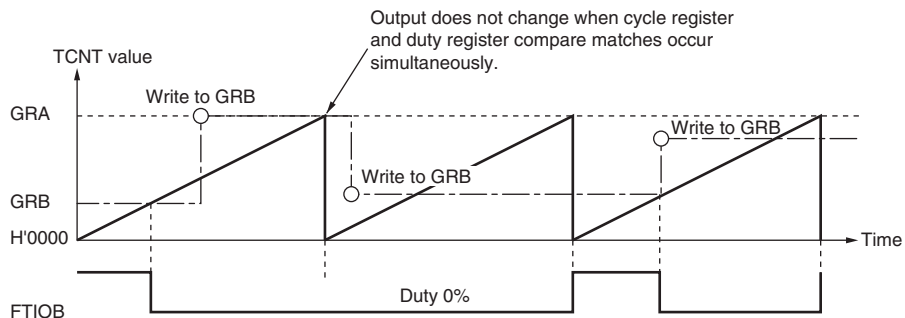 Output does not change when cycle register
and duty register compare matches occur
simultaneously.
TCNT value
Write to GRB
GRA
Write to GRB
Write to GRB
GRB
H'0000
Time
Duty 0%
FTIOB